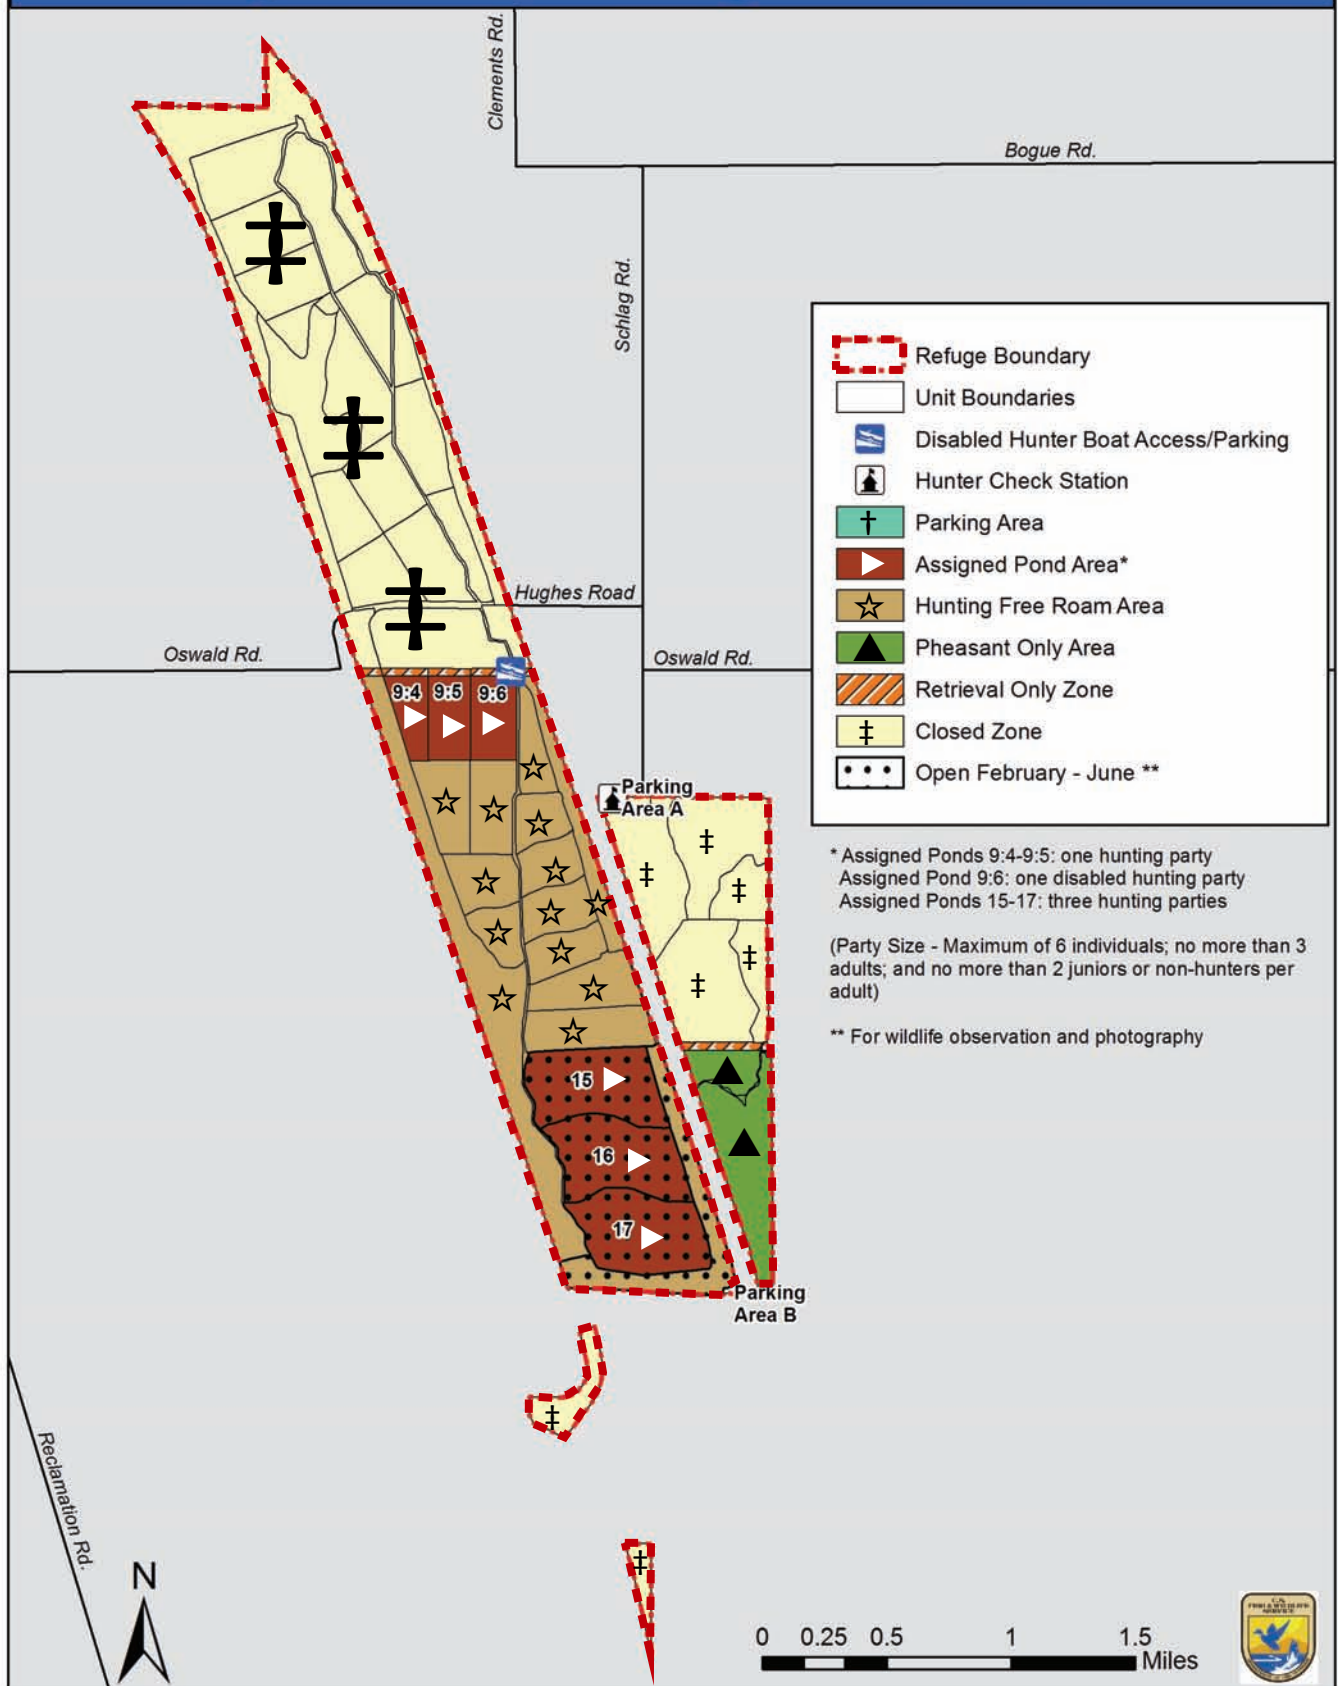 Clements Rd.
Bogue Rd.
Schlag Rd.
Refuge Boundary
Unit Boundaries
Disabled Hunter Boat Access/Parking
Hunter Check Station
Parking Area
Assigned Pond Area*
Hunting Free Roam Area
Pheasant Only Area
Retrieval Only Zone
Closed Zone
Open February - June **
Hughes Road
Oswald Rd.
Oswald Rd.
9:4
9:5
9:6
Parking
Area A
* Assigned Ponds 9:4-9:5: one hunting party
Assigned Pond 9:6: one disabled hunting party
Assigned Ponds 15-17: three hunting parties
(Party Size - Maximum of 6 individuals; no more than 3
adults; and no more than 2 juniors or non-hunters per
adult)
** For wildlife observation and photography
15
16
17
Parking
Area B
Reclamation Rd.
N
0 0.25 0.5 1 1.5
Miles
U.S.
FISH & WILDLIFE
SERVICE